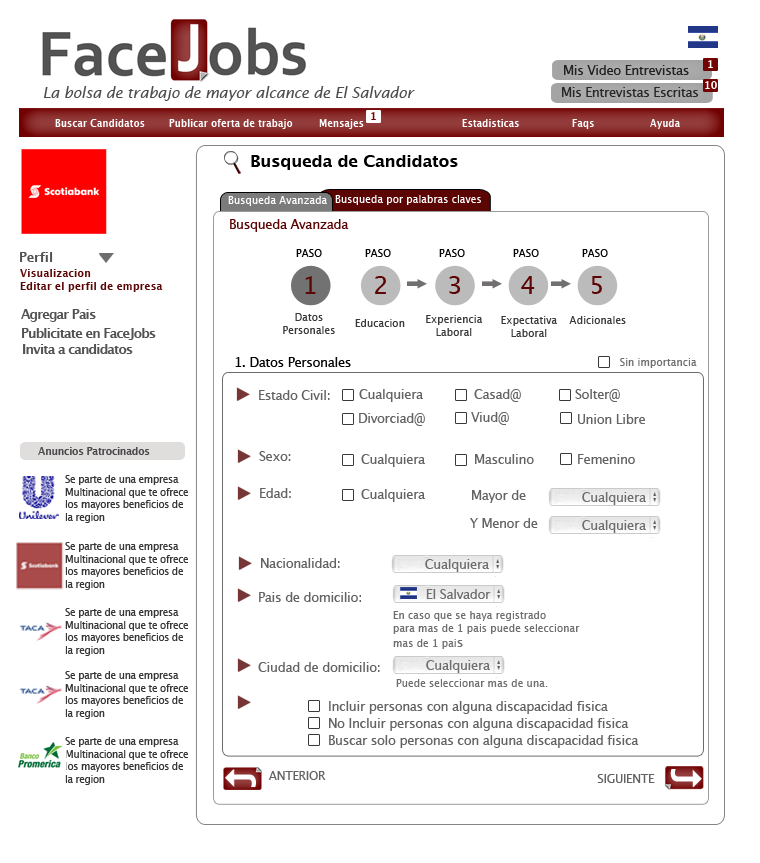 FaceJobs
La bolsa de trabajo de mayor alcance de El Salvador
Mis Video Entrevistas 1
Mis Entrevistas Escritas 10
Buscar Candidatos Publicar oferta de trabajo Mensajes 1 Estadisticas Faqs Ayuda
Scotiabank
Perfil
Visualizacion
Editar el perfil de empresa
Agregar Pais
Publicitate en FaceJobs
Invita a candidatos
Anuncios Patrocinados
Unilever
Se parte de una empresa
Multinacional que te ofrece
los mayores beneficios de
la region
Scotiabank
Se parte de una empresa
Multinacional que te ofrece
los mayores beneficios de
la region
TACA
Se parte de una empresa
Multinacional que te ofrece
los mayores beneficios de
la region
TACA
Se parte de una empresa
Multinacional que te ofrece
los mayores beneficios de
la region
Banco
Promerica
Se parte de una empresa
Multinacional que te ofrece
los mayores beneficios de
la region
Busqueda de Candidatos
Busqueda Avanzada Busqueda por palabras claves
Busqueda Avanzada
PASO PASO PASO PASO PASO
1 2 3 4 5
Datos
Personales
Educacion
Experiencia
Laboral
Expectativa
Laboral
Adicionales
1. Datos Personales Sin importancia
Estado Civil: Cualquiera Casad@ Solter@
Divorciad@ Viud@ Union Libre
Sexo: Cualquiera Masculino Femenino
Edad: Cualquiera Mayor de Cualquiera
Y Menor de Cualquiera
Nacionalidad: Cualquiera
Pais de domicilio: El Salvador
En caso que se haya registrado
para mas de 1 pais puede seleccionar
mas de 1 pais
Ciudad de domicilio: Cualquiera
Puede seleccionar mas de una.
Incluir personas con alguna discapacidad fisica
No Incluir personas con alguna discapacidad fisica
Buscar solo personas con alguna discapacidad fisica
ANTERIOR SIGUIENTE